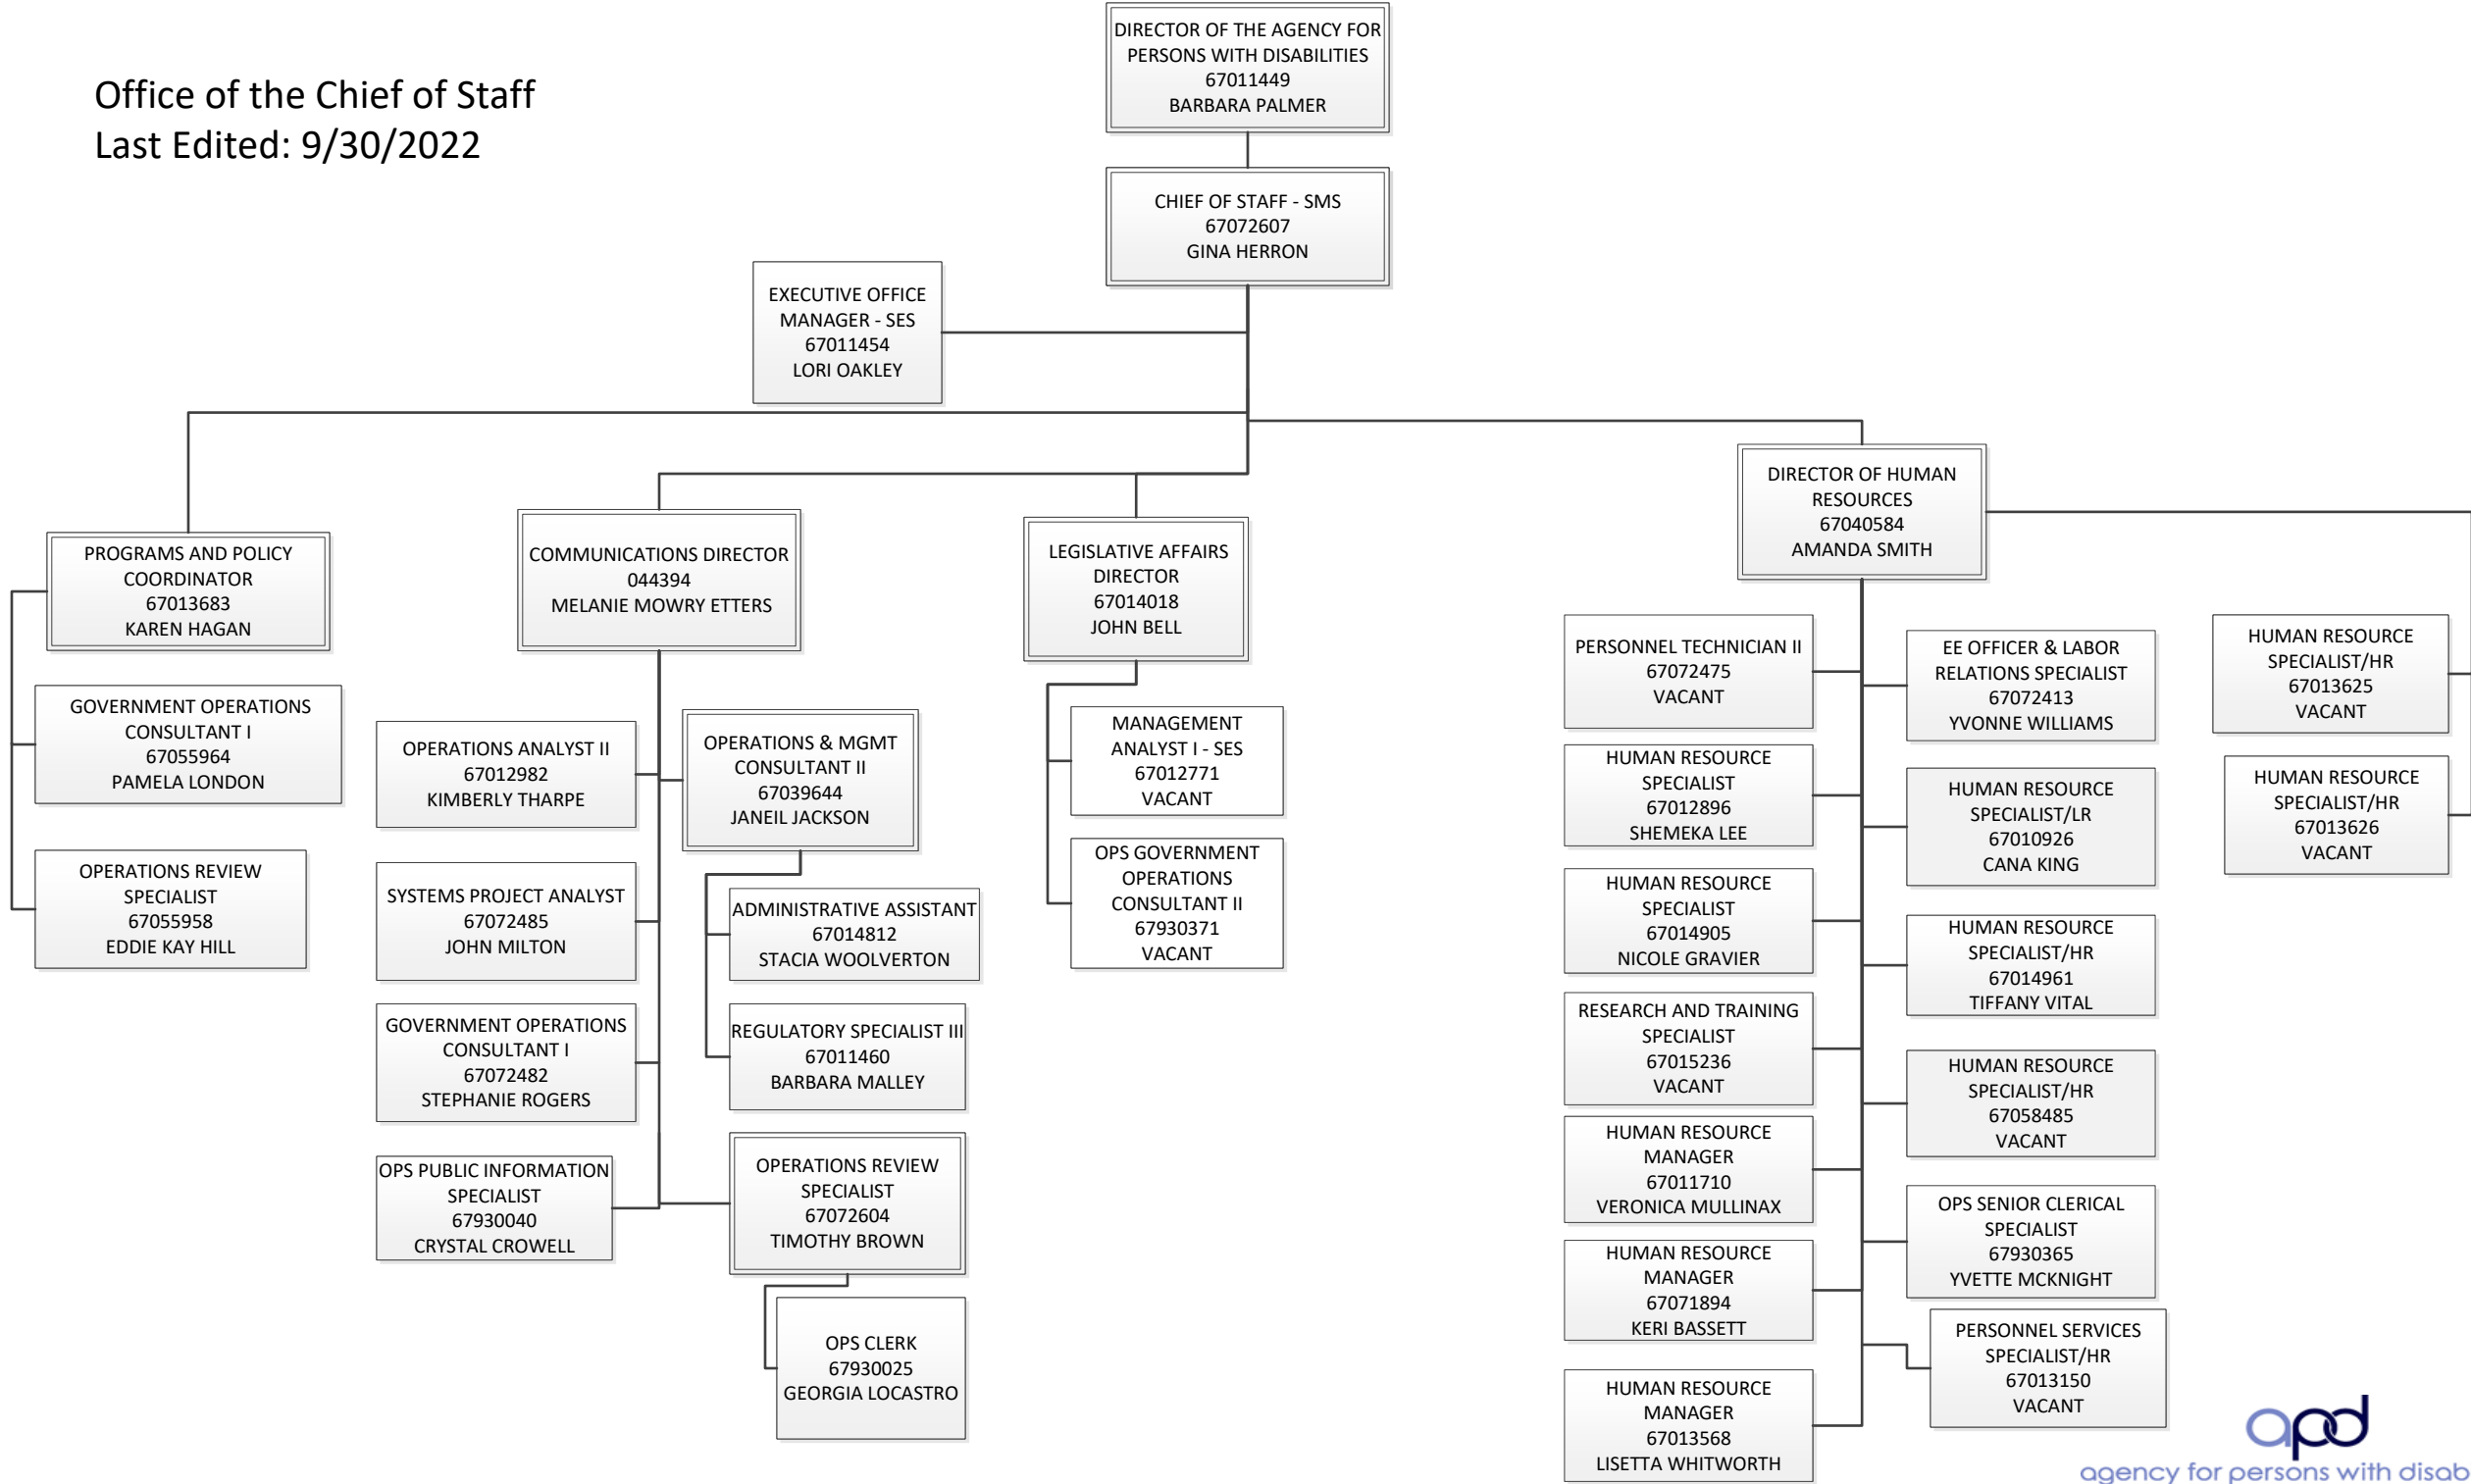 Office of the Chief of Staff
Last Edited: 9/30/2022
DIRECTOR OF THE AGENCY FOR
PERSONS WITH DISABILITIES
67011449
BARBARA PALMER
CHIEF OF STAFF - SMS
67072607
GINA HERRON
EXECUTIVE OFFICE
MANAGER - SES
67011454
LORI OAKLEY
PROGRAMS AND POLICY
COORDINATOR
67013683
KAREN HAGAN
GOVERNMENT OPERATIONS
CONSULTANT I
67055964
PAMELA LONDON
OPERATIONS REVIEW
SPECIALIST
67055958
EDDIE KAY HILL
COMMUNICATIONS DIRECTOR
044394
MELANIE MOWRY ETTERS
OPERATIONS ANALYST II
67012982
KIMBERLY THARPE
SYSTEMS PROJECT ANALYST
67072485
JOHN MILTON
GOVERNMENT OPERATIONS
CONSULTANT I
67072482
STEPHANIE ROGERS
OPS PUBLIC INFORMATION
SPECIALIST
67930040
CRYSTAL CROWELL
OPERATIONS & MGMT
CONSULTANT II
67039644
JANEIL JACKSON
ADMINISTRATIVE ASSISTANT
67014812
STACIA WOOLVERTON
REGULATORY SPECIALIST III
67011460
BARBARA MALLEY
OPERATIONS REVIEW
SPECIALIST
67072604
TIMOTHY BROWN
OPS CLERK
67930025
GEORGIA LOCASTRO
LEGISLATIVE AFFAIRS
DIRECTOR
67014018
JOHN BELL
MANAGEMENT
ANALYST I - SES
67012771
VACANT
OPS GOVERNMENT
OPERATIONS
CONSULTANT II
67930371
VACANT
DIRECTOR OF HUMAN
RESOURCES
67040584
AMANDA SMITH
PERSONNEL TECHNICIAN II
67072475
VACANT
HUMAN RESOURCE
SPECIALIST
67012896
SHEMEKA LEE
HUMAN RESOURCE
SPECIALIST
67014905
NICOLE GRAVIER
RESEARCH AND TRAINING
SPECIALIST
67015236
VACANT
HUMAN RESOURCE
MANAGER
67011710
VERONICA MULLINAX
HUMAN RESOURCE
MANAGER
67071894
KERI BASSETT
HUMAN RESOURCE
MANAGER
67013568
LISETTA WHITWORTH
EE OFFICER & LABOR
RELATIONS SPECIALIST
67072413
YVONNE WILLIAMS
HUMAN RESOURCE
SPECIALIST/LR
67010926
CANA KING
HUMAN RESOURCE
SPECIALIST/HR
67014961
TIFFANY VITAL
HUMAN RESOURCE
SPECIALIST/HR
67058485
VACANT
OPS SENIOR CLERICAL
SPECIALIST
67930365
YVETTE MCKNIGHT
PERSONNEL SERVICES
SPECIALIST/HR
67013150
VACANT
HUMAN RESOURCE
SPECIALIST/HR
67013625
VACANT
HUMAN RESOURCE
SPECIALIST/HR
67013626
VACANT
apd
agency for persons with disab